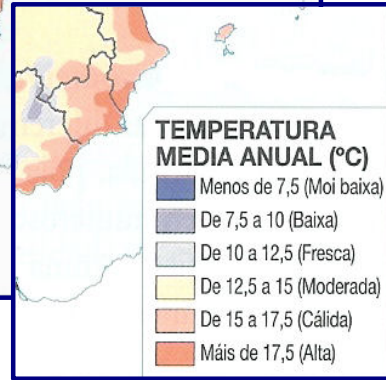 TEMPERATURA
MEDIA ANUAL (ºC)
Menos de 7,5 (Moi baixa)
De 7,5 a 10 (Baixa)
De 10 a 12,5 (Fresca)
De 12,5 a 15 (Moderada)
De 15 a 17,5 (Cálida)
Máis de 17,5 (Alta)